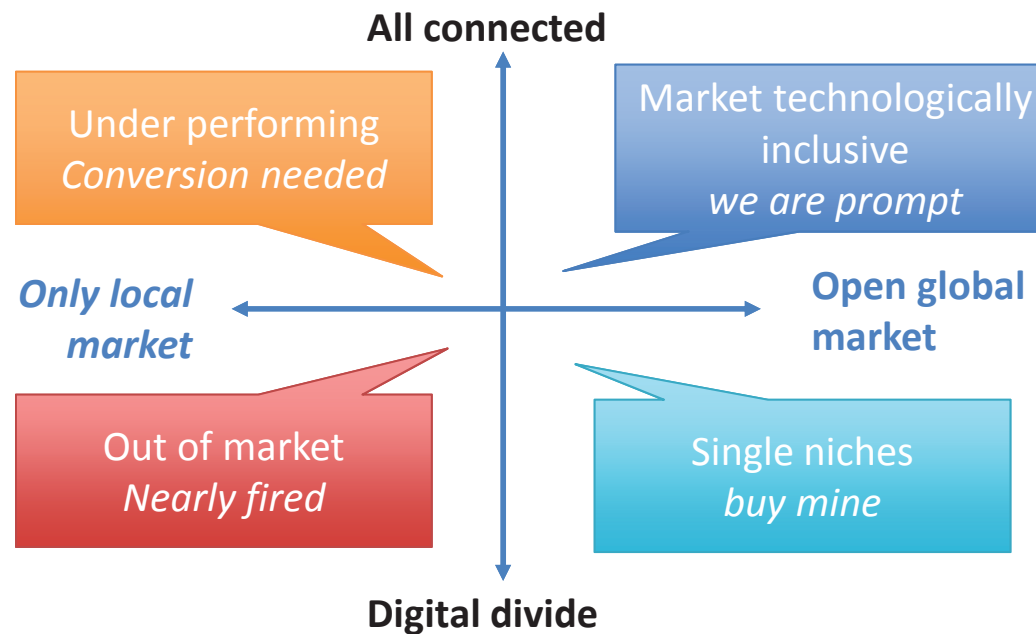 All connected
Under performing
Conversion needed
Market technologically
inclusive
we are prompt
Only local
market
Open global
market
Out of market
Nearly fired
Single niches
buy mine
Digital divide